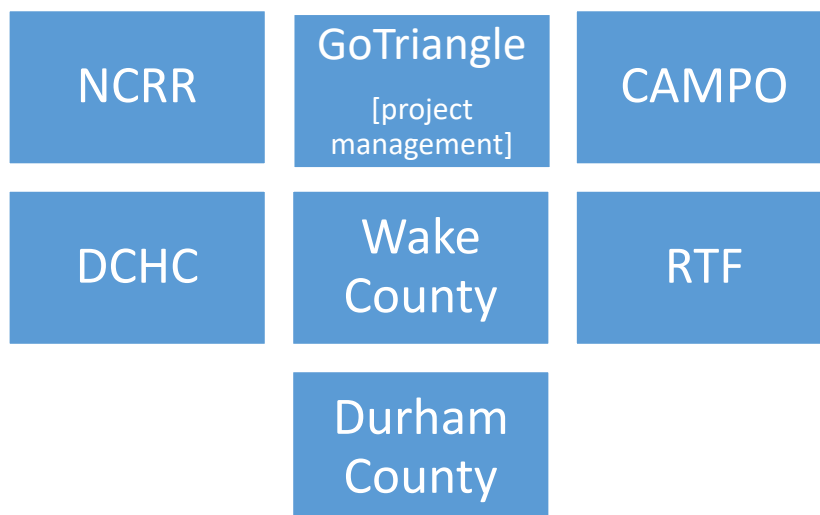 NCRR
GoTriangle
[project
management]
CAMPO
DCHC
Wake
County
RTF
Durham
County